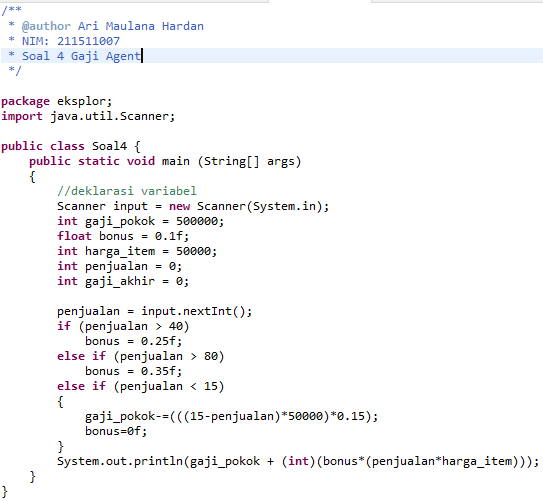 /**
 * @author Ari Maulana Hardan
 * NIM: 211511007
 * Soal 4 Gaji Agent
 */

package eksplor;
import java.util.Scanner;

public class Soal4 {
    public static void main (String[] args)
    {
        //deklarasi variabel
        Scanner input = new Scanner(System.in);
        int gaji_pokok = 500000;
        float bonus = 0.1f;
        int harga_item = 50000;
        int penjualan = 0;
        int gaji_akhir = 0;

        penjualan = input.nextInt();
        if (penjualan > 40)
            bonus = 0.25f;
        else if (penjualan > 80)
            bonus = 0.35f;
        else if (penjualan < 15)
        {
            gaji_pokok-=(((15-penjualan)*50000)*0.15);
            bonus=0f;
        }
        System.out.println(gaji_pokok + (int)(bonus*(penjualan*harga_item)));
    }
}